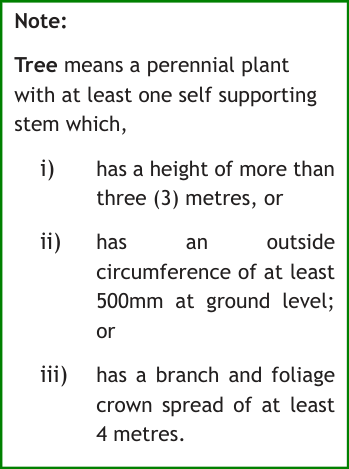 Note:
Tree means a perennial plant
with at least one self supporting
stem which,
i) has a height of more than
three (3) metres, or
ii) has an outside
circumference of at least
500mm at ground level;
or
iii) has a branch and foliage
crown spread of at least
4 metres.